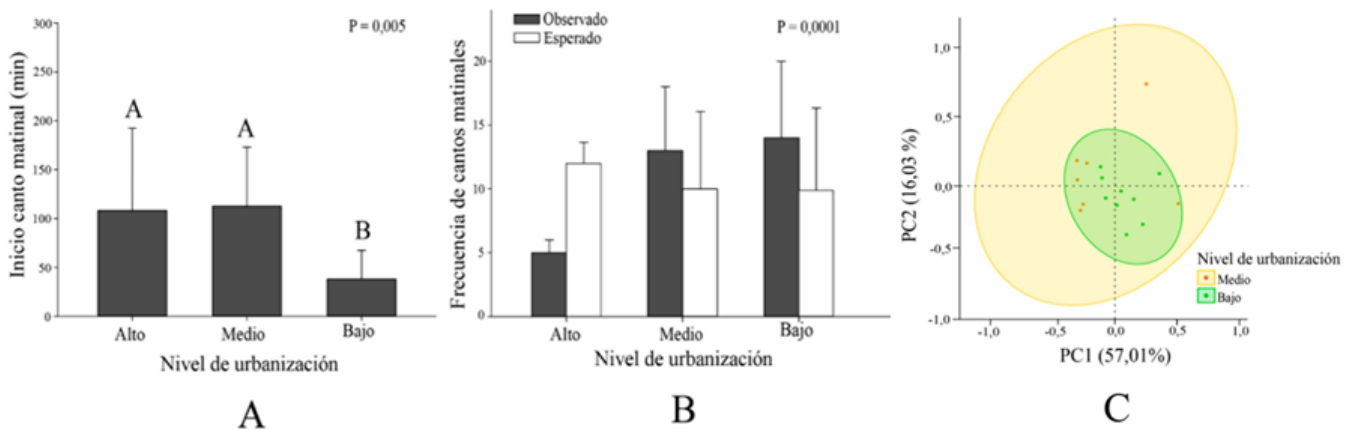 Inicio canto matinal (min)
300
250
200
150
100
50
0
P = 0,005
A
A
B
Alto
Medio
Bajo
Nivel de urbanización
A
Frecuencia de cantos matinales
20
15
10
5
0
Observado
Esperado
P = 0,0001
Alto
Medio
Bajo
Nivel de urbanización
B
PC2 (16,03 %)
1,0
0,5
0,0
-0,5
-1,0
Nivel de urbanización
Medio
Bajo
-1,0
-0,5
0,0
0,5
1,0
PC1 (57,01%)
C